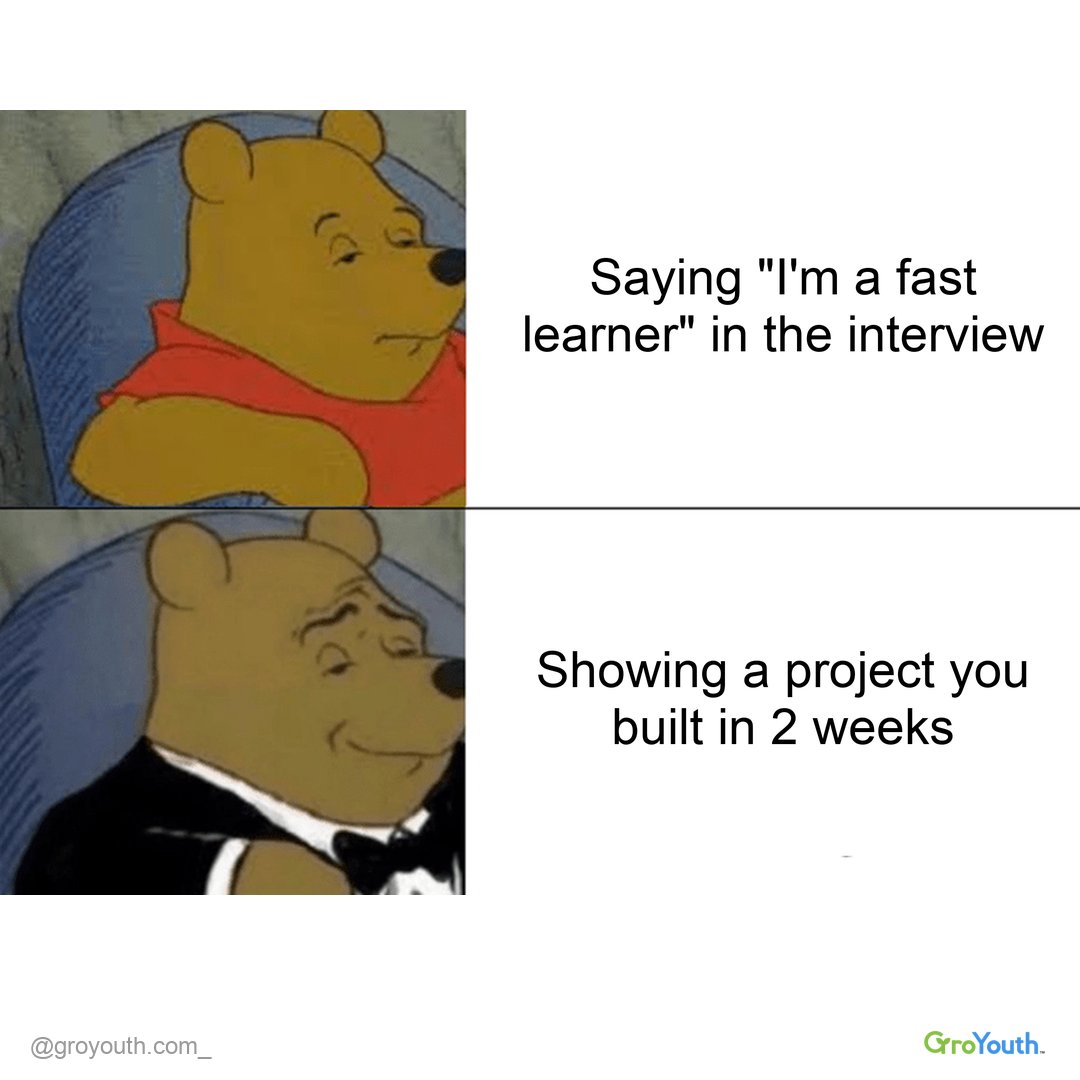 Saying "I'm a fast
learner" in the interview
Showing a project you
built in 2 weeks
@groyouth.com_
GroYouth